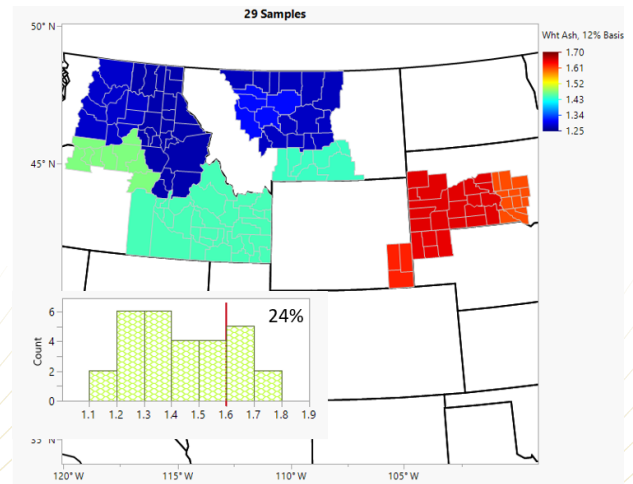 29 Samples
50° N
45° N
Wht Ash, 12% Basis
1.70
1.61
1.52
1.43
1.34
1.25
24%
Count
6
4
2
0
1.1 1.2 1.3 1.4 1.5 1.6 1.7 1.8 1.9
120° W 115° W 110° W 105° W